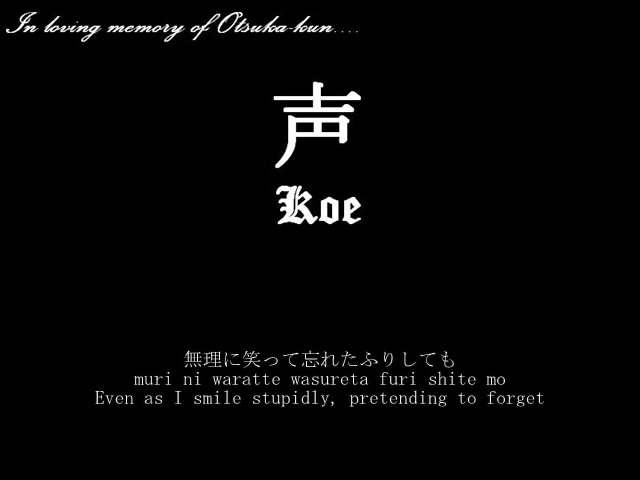 In loving memory of Otsuka-kun....
声
Koe
無理に笑って忘れたふりしても
muri ni waratte wasureta furi shite mo
Even as I smile stupidly, pretending to forget